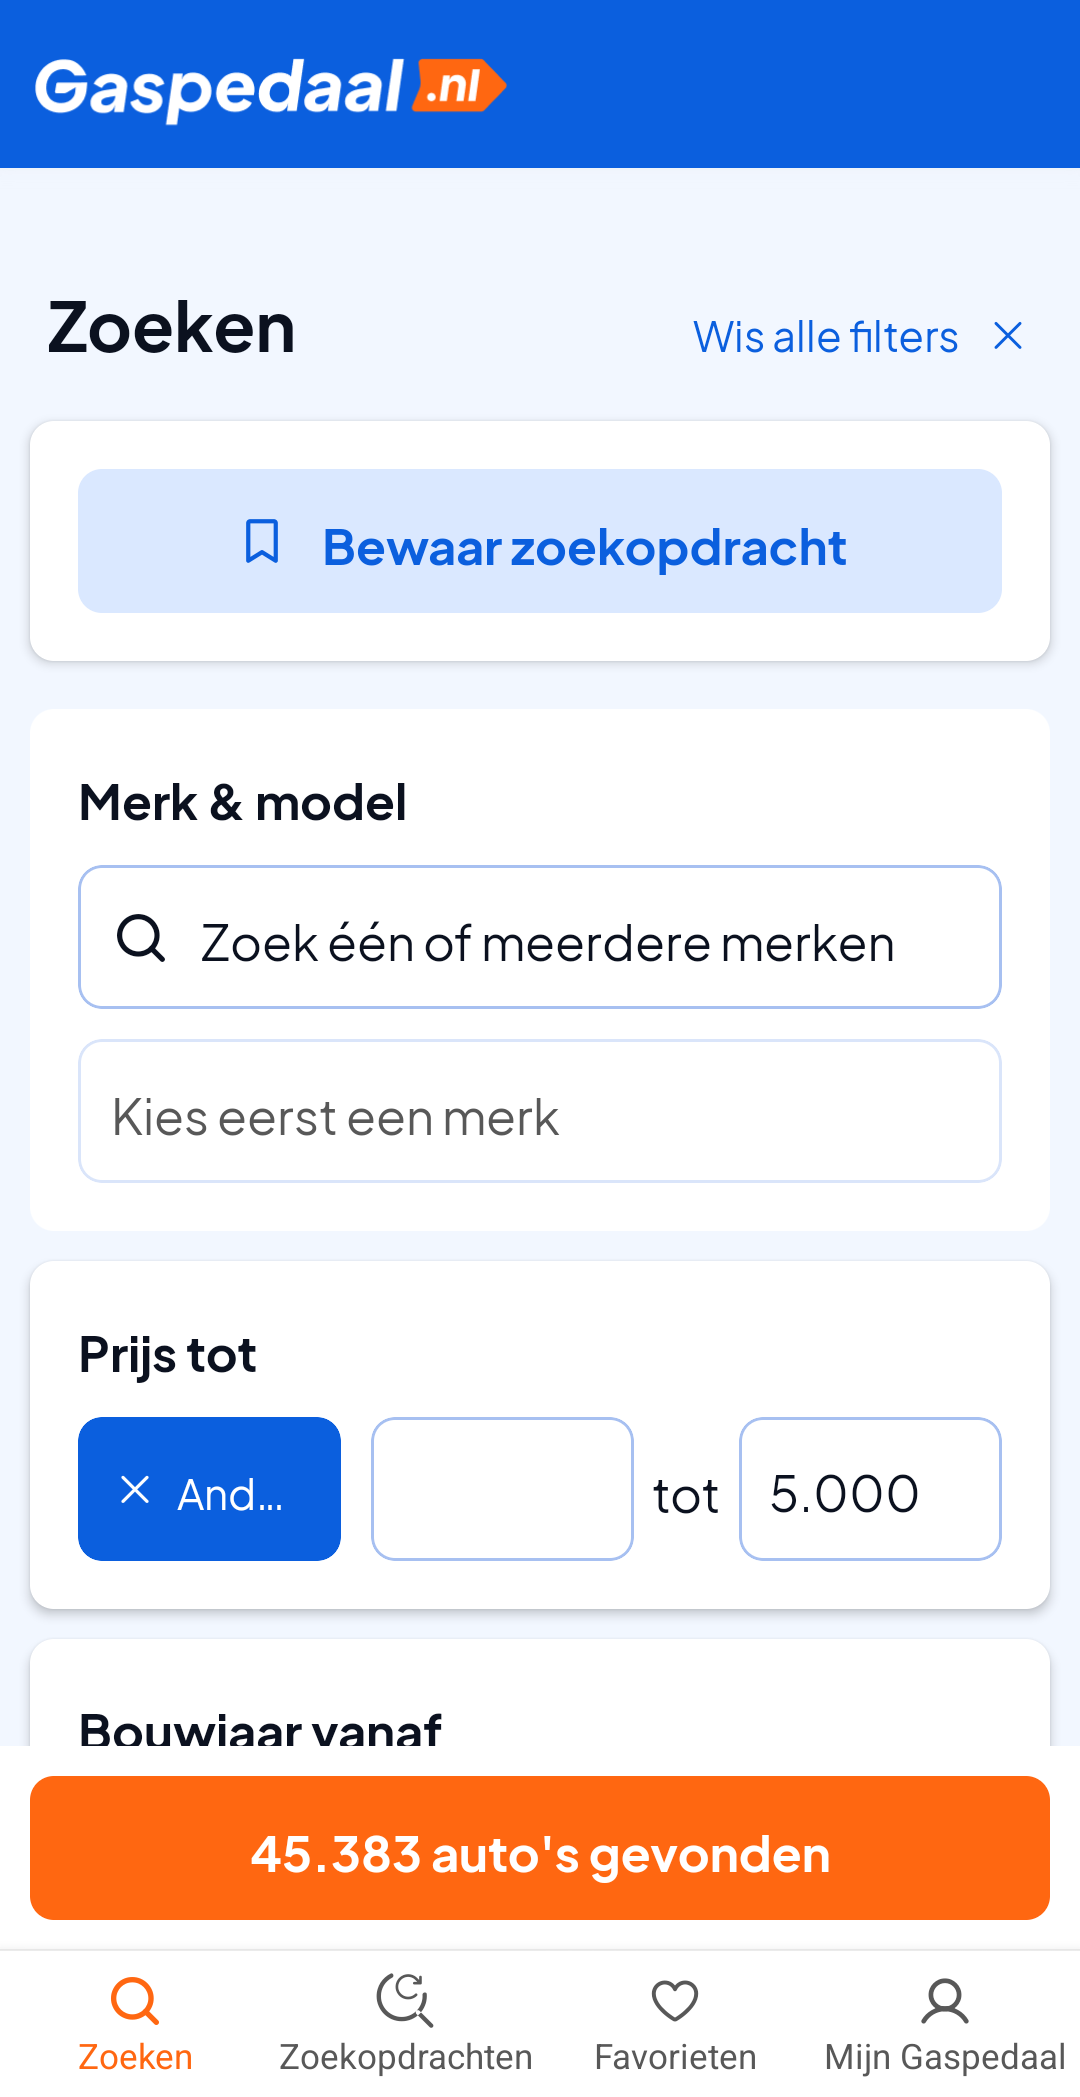 Gaspedaal .nl
Zoeken
Wis alle filters
Bewaar zoekopdracht
Merk & model
Zoek één of meerdere merken
Kies eerst een merk
Prijs tot
And... tot 5.000
Bouwjaar vanaf
45.383 auto's gevonden
Zoeken Zoekopdrachten Favorieten Mijn Gaspedaal